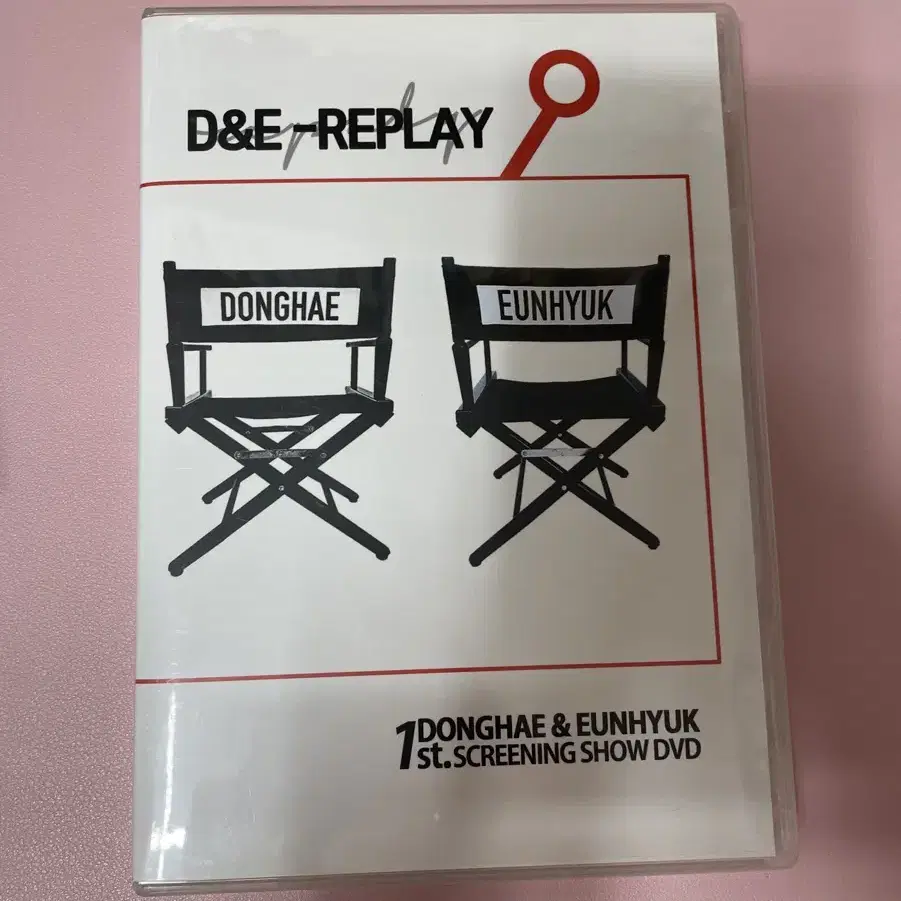 D&E –REPLAY
DONGHAE
EUNHYUK
1st. DONGHAE & EUNHYUK
SCREENING SHOW DVD